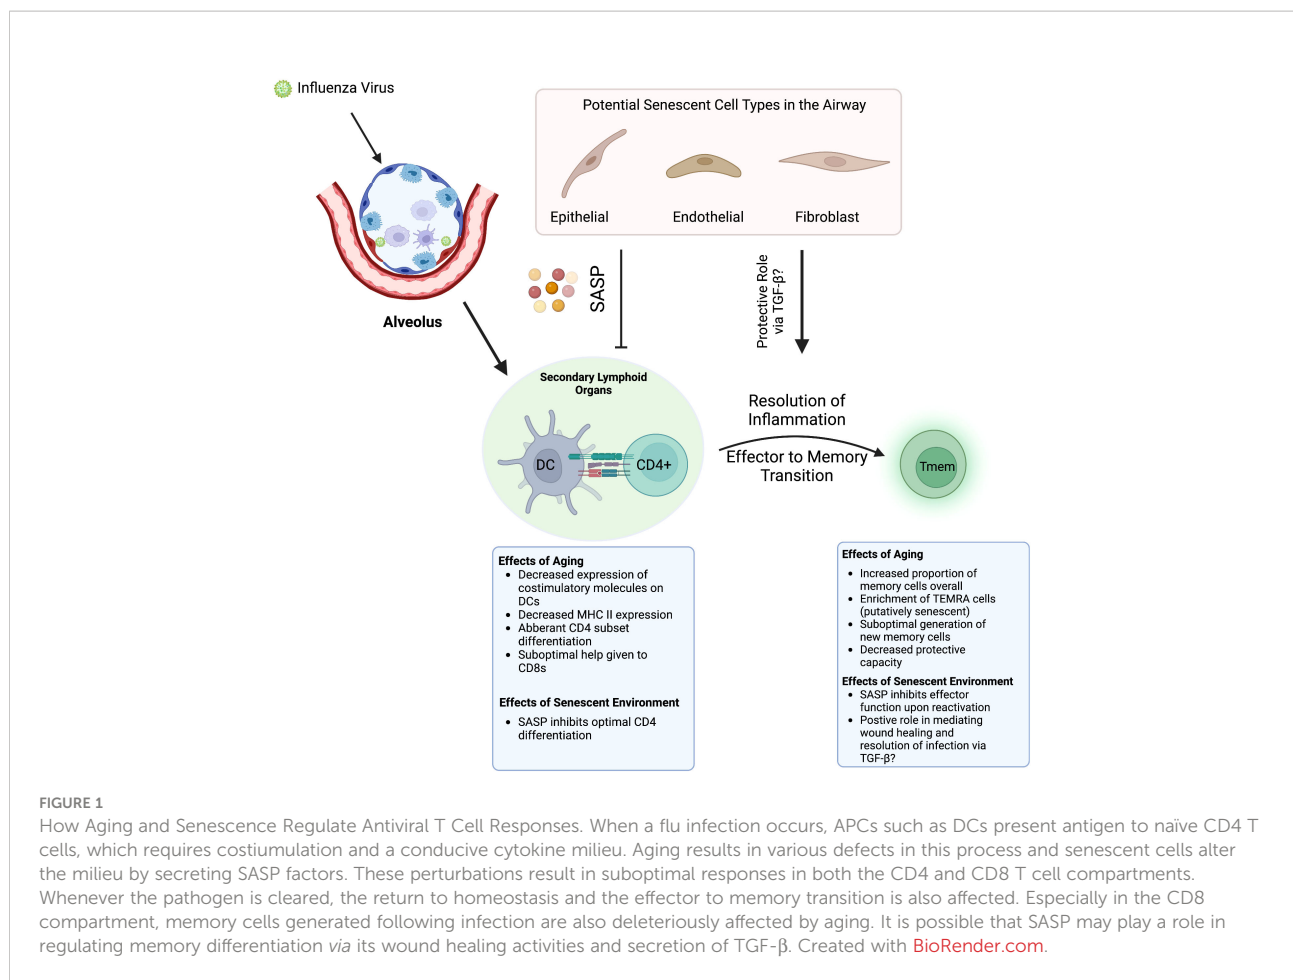 Influenza Virus
Potential Senescent Cell Types in the Airway
Epithelial
Endothelial
Fibroblast
Alveolus
SASP
Protective Role
via TGF-β?
Secondary Lymphoid
Organs
DC
CD4+
Resolution of
Inflammation
Effector to Memory
Transition
Tmem
Effects of Aging
• Decreased expression of
costimulatory molecules on
DCs
• Decreased MHC II expression
• Abberant CD4 subset
differentiation
• Suboptimal help given to
CD8s
Effects of Senescent Environment
• SASP inhibits optimal CD4
differentiation
Effects of Aging
• Increased proportion of
memory cells overall
• Enrichment of TEMRA cells
(putatively senescent)
• Suboptimal generation of
new memory cells
• Decreased protective
capacity
Effects of Senescent Environment
• SASP inhibits effector
function upon reactivation
• Postive role in mediating
wound healing and
resolution of infection via
TGF-β?
FIGURE 1
How Aging and Senescence Regulate Antiviral T Cell Responses. When a flu infection occurs, APCs such as DCs present antigen to naïve CD4 T
cells, which requires costiumulation and a conducive cytokine milieu. Aging results in various defects in this process and senescent cells alter
the milieu by secreting SASP factors. These perturbations result in suboptimal responses in both the CD4 and CD8 T cell compartments.
Whenever the pathogen is cleared, the return to homeostasis and the effector to memory transition is also affected. Especially in the CD8
compartment, memory cells generated following infection are also deleteriously affected by aging. It is possible that SASP may play a role in
regulating memory differentiation via its wound healing activities and secretion of TGF-β. Created with BioRender.com.